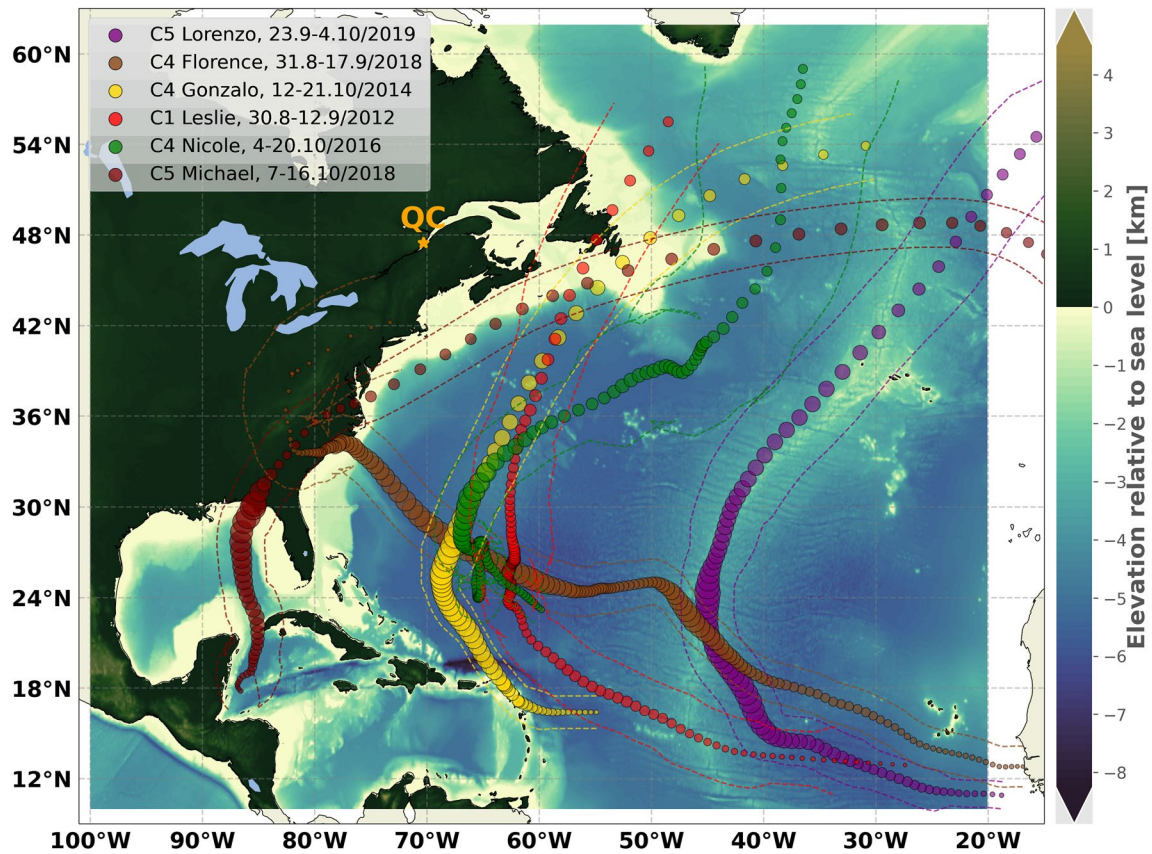 C5 Lorenzo, 23.9-4.10/2019
C4 Florence, 31.8-17.9/2018
C4 Gonzalo, 12-21.10/2014
C1 Leslie, 30.8-12.9/2012
C4 Nicole, 4-20.10/2016
C5 Michael, 7-16.10/2018
QC
60°N
54°N
48°N
42°N
36°N
30°N
24°N
18°N
12°N
100°W
90°W
80°W
70°W
60°W
50°W
40°W
30°W
20°W
4
3
2
1
0
−1
−2
−3
−4
−5
−6
−7
−8
Elevation relative to sea level [km]